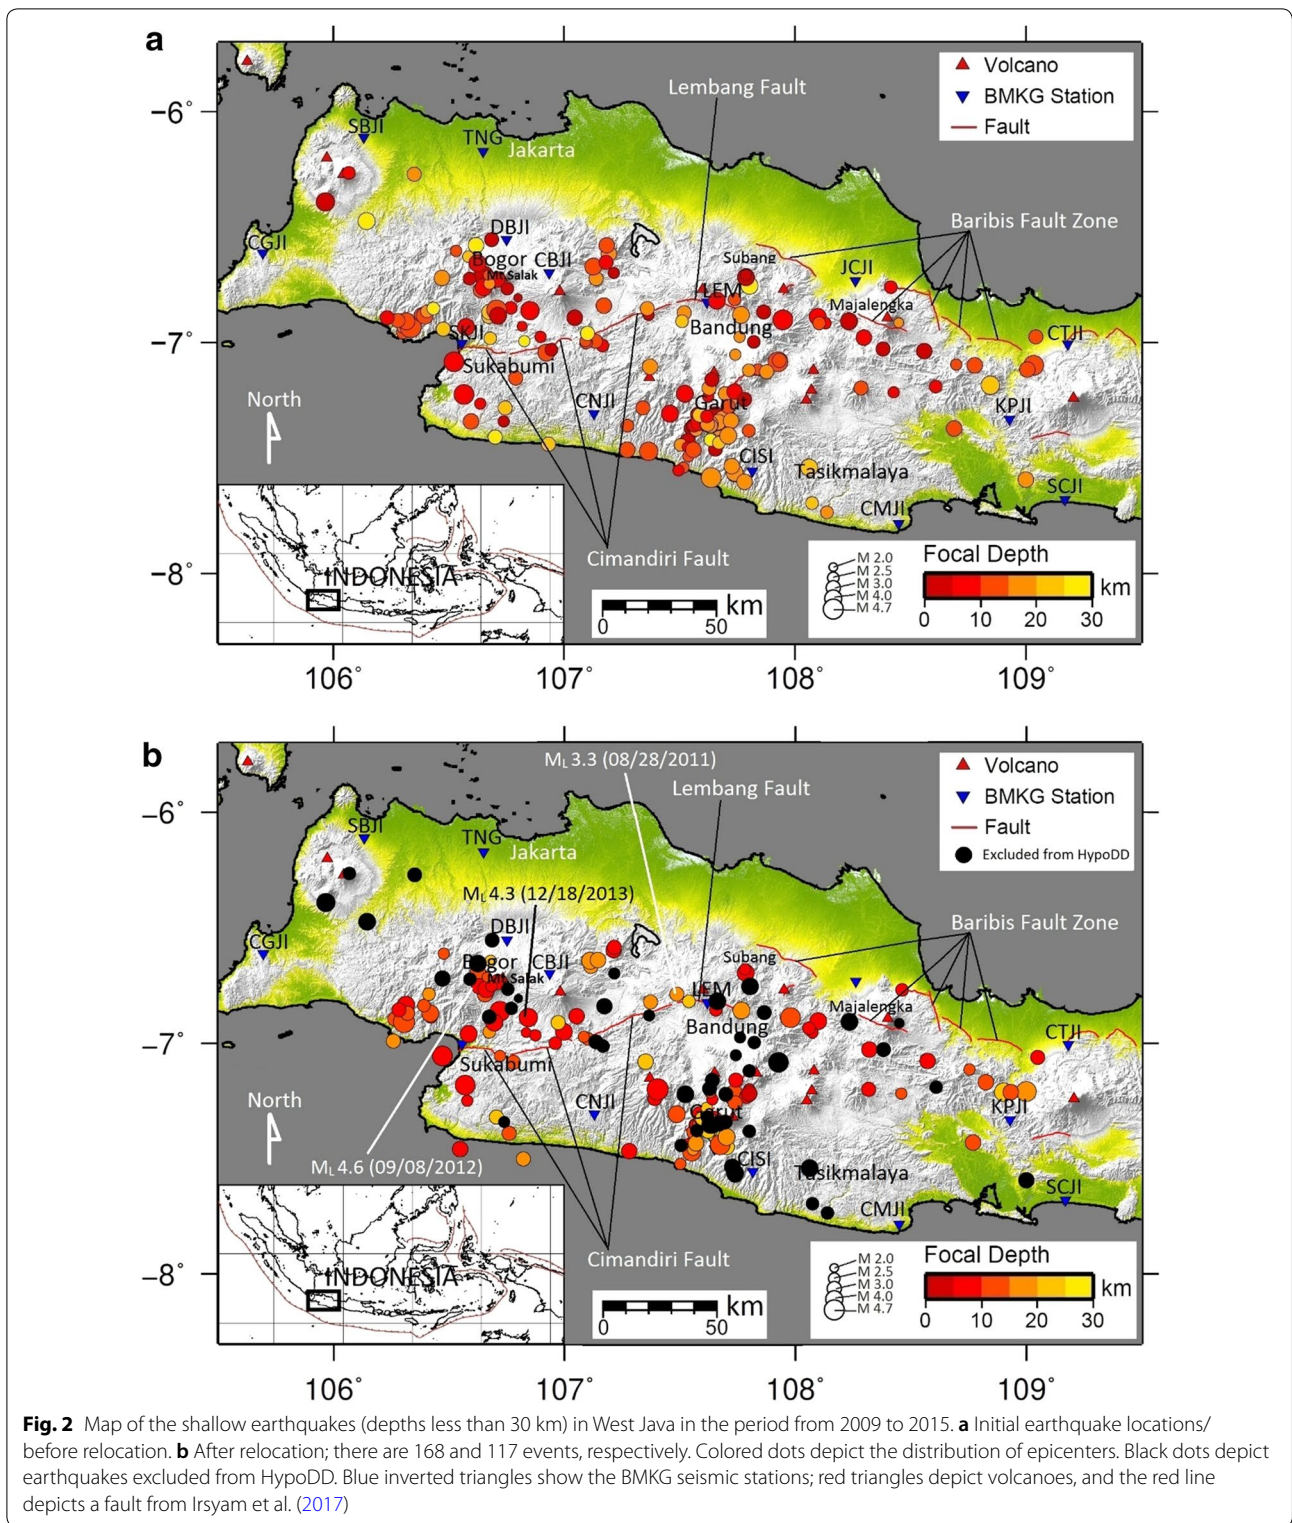 a
Volcano
BMKG Station
Fault
Lembang Fault
−6°
SBJI
TNG
Jakarta
Baribis Fault Zone
CGJI
DBJI
Bogor
CBJI
Mt Salak
Subang
JCJI
LEM
Majalengka
Bandung
−7°
SKJI
CTJI
Sukabumi
CNJI
Garut
KPJI
North
CISI
Tasikmalaya
SCJI
CMJI
Cimandiri Fault
INDONESIA
−8°
M 2.0
M 2.5
M 3.0
M 4.0
M 4.7
Focal Depth
km
0 10 20 30
km
0 50
106° 107° 108° 109°
b
ML 3.3 (08/28/2011)
Volcano
BMKG Station
Fault
Excluded from HypoDD
Lembang Fault
−6°
SBJI
TNG
Jakarta
ML 4.3 (12/18/2013)
Baribis Fault Zone
CGJI
DBJI
Bogor
CBJI
Mt Salak
Subang
LEM
Majalengka
Bandung
−7°
CTJI
Sukabumi
CNJI
Garut
KPJI
North
CISI
Tasikmalaya
SCJI
CMJI
ML 4.6 (09/08/2012)
Cimandiri Fault
INDONESIA
−8°
M 2.0
M 2.5
M 3.0
M 4.0
M 4.7
Focal Depth
km
0 10 20 30
km
0 50
106° 107° 108° 109°
Fig. 2 Map of the shallow earthquakes (depths less than 30 km) in West Java in the period from 2009 to 2015. a Initial earthquake locations/
before relocation. b After relocation; there are 168 and 117 events, respectively. Colored dots depict the distribution of epicenters. Black dots depict
earthquakes excluded from HypoDD. Blue inverted triangles show the BMKG seismic stations; red triangles depict volcanoes, and the red line
depicts a fault from Irsyam et al. (2017)